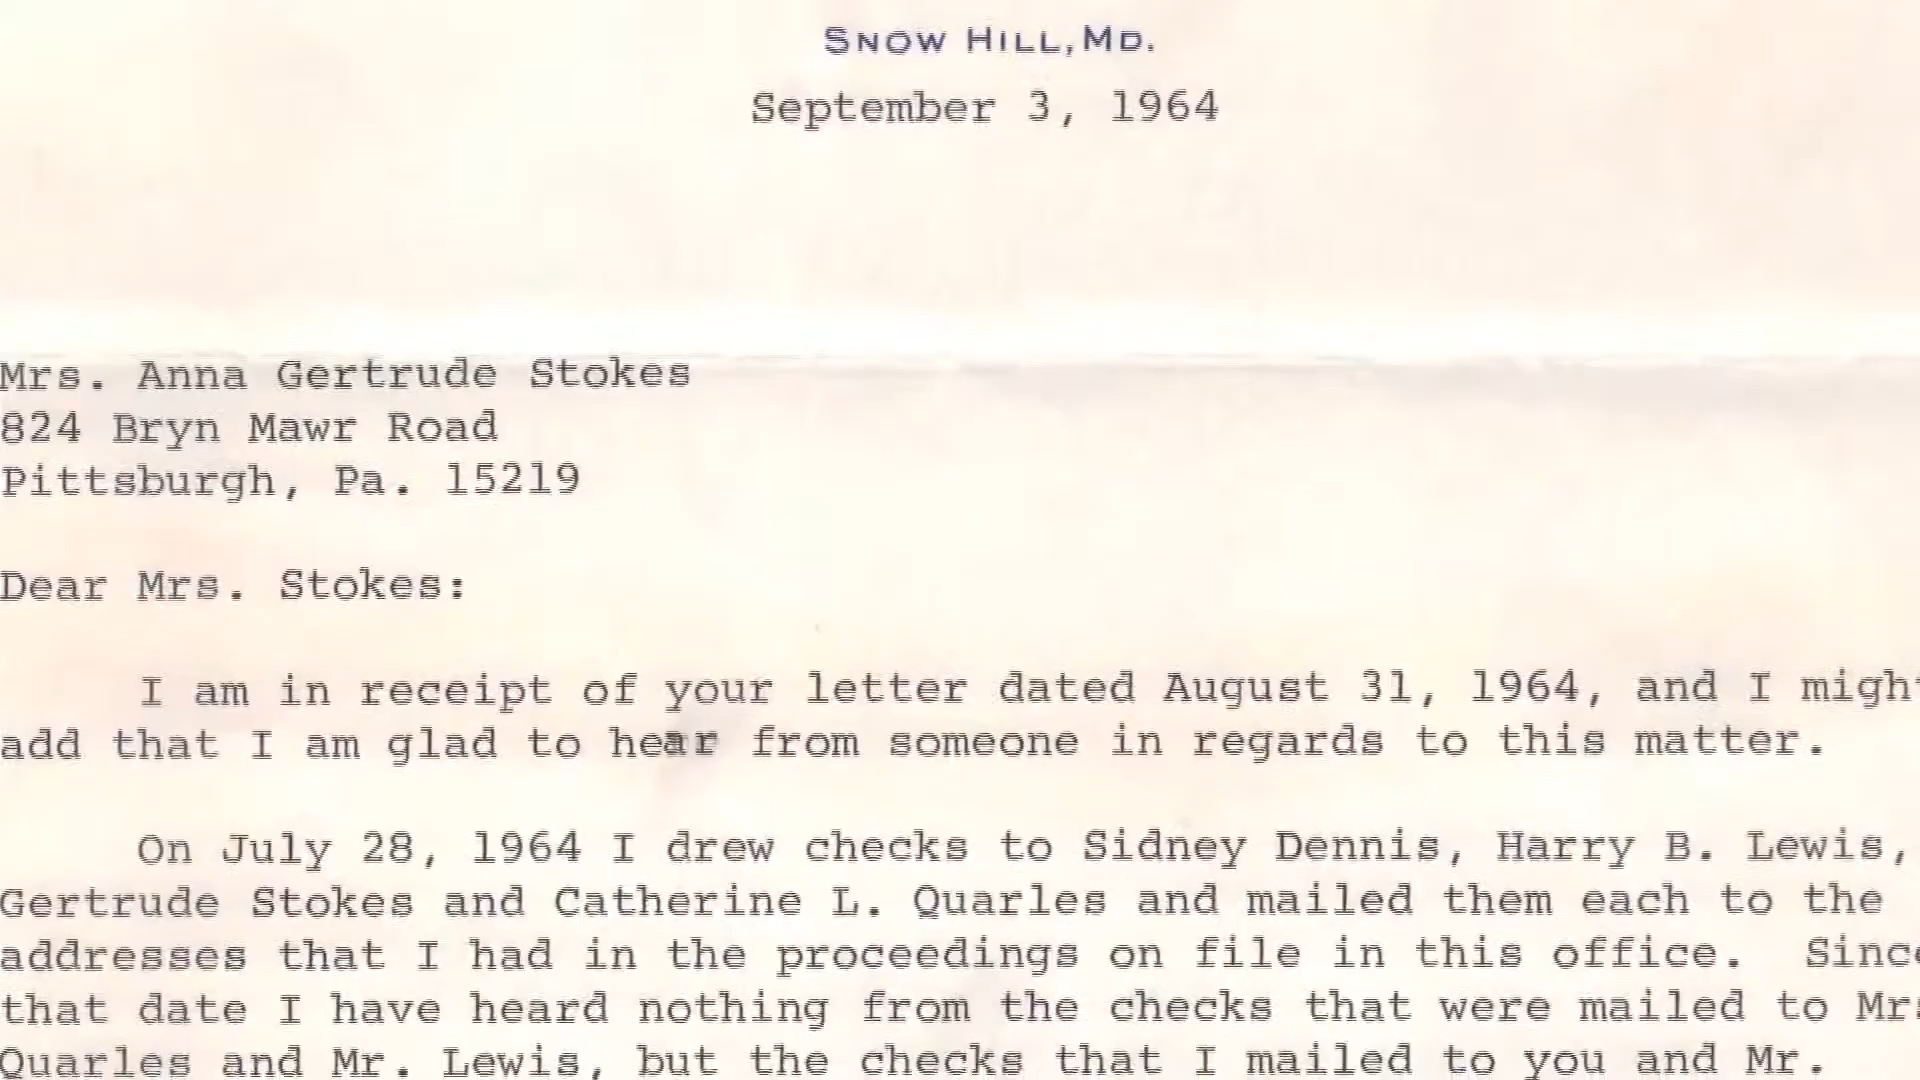 SNOW HILL, MD.
September 3, 1964
Mrs. Anna Gertrude Stokes
824 Bryn Mawr Road
Pittsburgh, Pa. 15219
Dear Mrs. Stokes:
I am in receipt of your letter dated August 31, 1964, and I might
add that I am glad to hear from someone in regards to this matter.
On July 28, 1964 I drew checks to Sidney Dennis, Harry B. Lewis,
Gertrude Stokes and Catherine L. Quarles and mailed them each to the
addresses that I had in the proceedings on file in this office. Since
that date I have heard nothing from the checks that were mailed to Mrs
Quarles and Mr. Lewis, but the checks that I mailed to you and Mr.